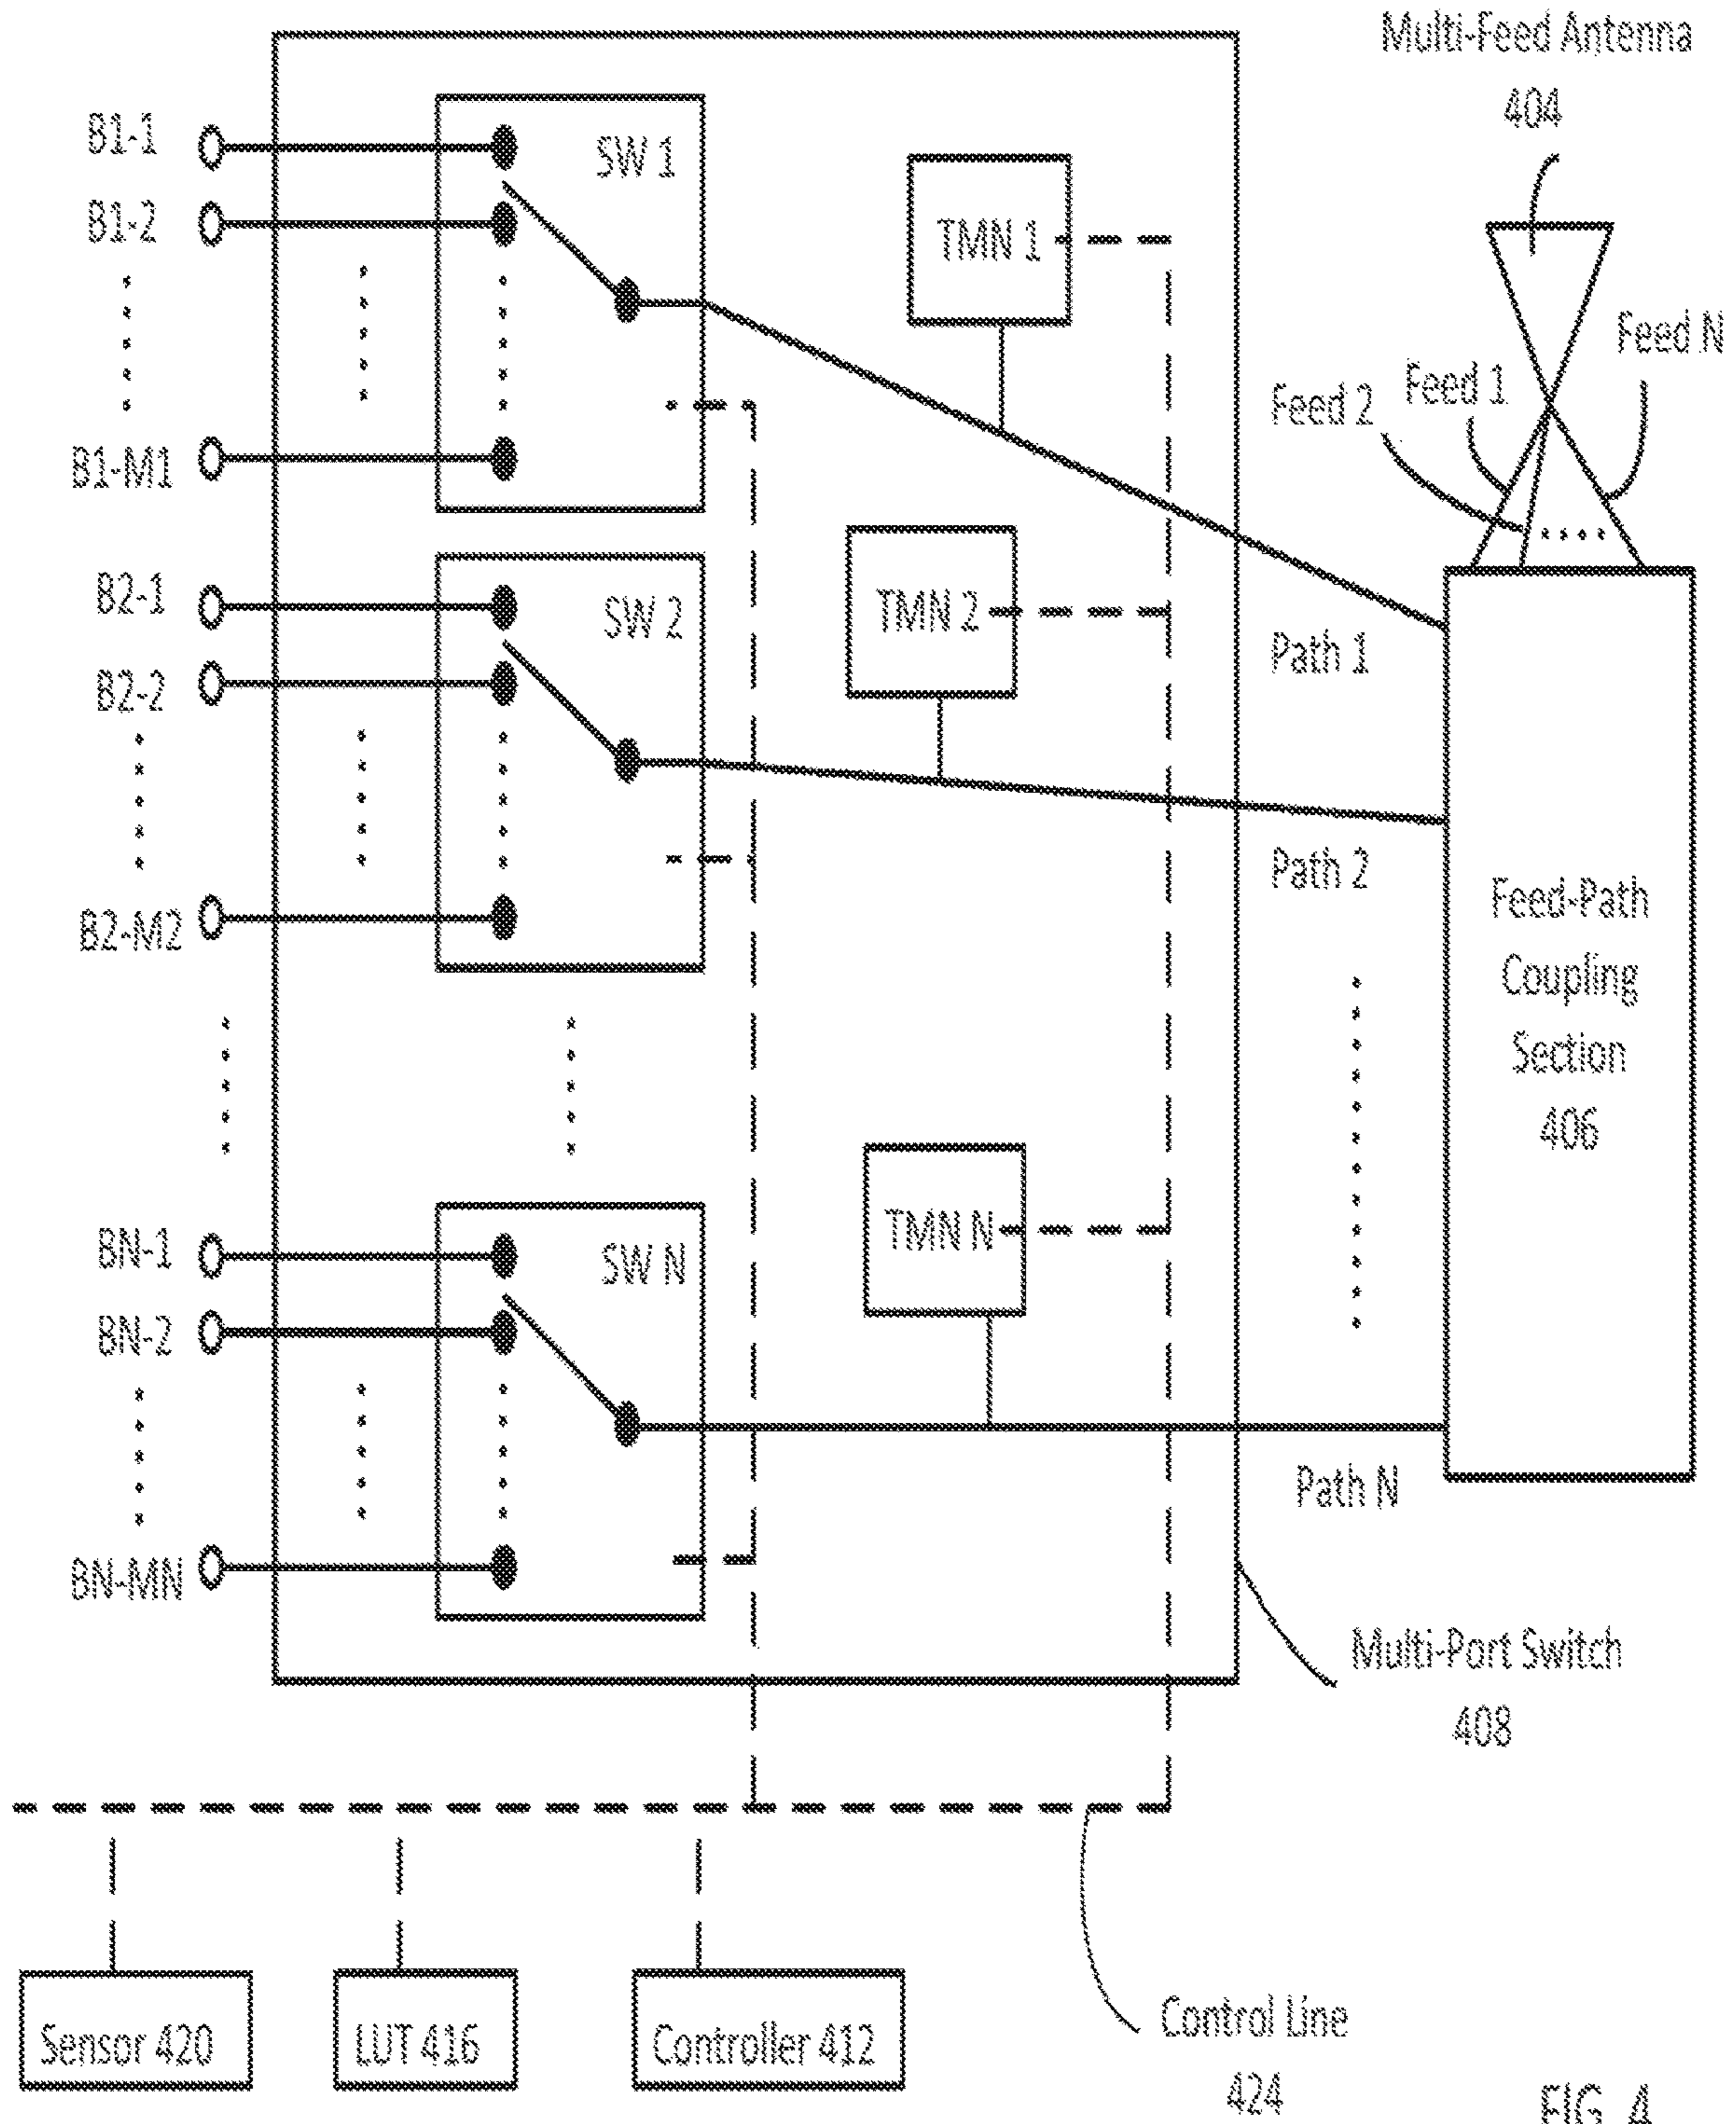 Multi-Feed Antenna
404
B1-1
SW 1
B1-2
TMN 1
Feed N
Feed 1
Feed 2
B1-M1
B2-1
SW 2
TMN 2
Path 1
B2-2
Path 2
B2-M2
Feed-Path
Coupling
Section
406
BN-1
SW N
TMN N
BN-2
Path N
BN-MN
Multi-Port Switch
408
Sensor 420
LUT 416
Controller 412
Control Line
424
FIG. 4